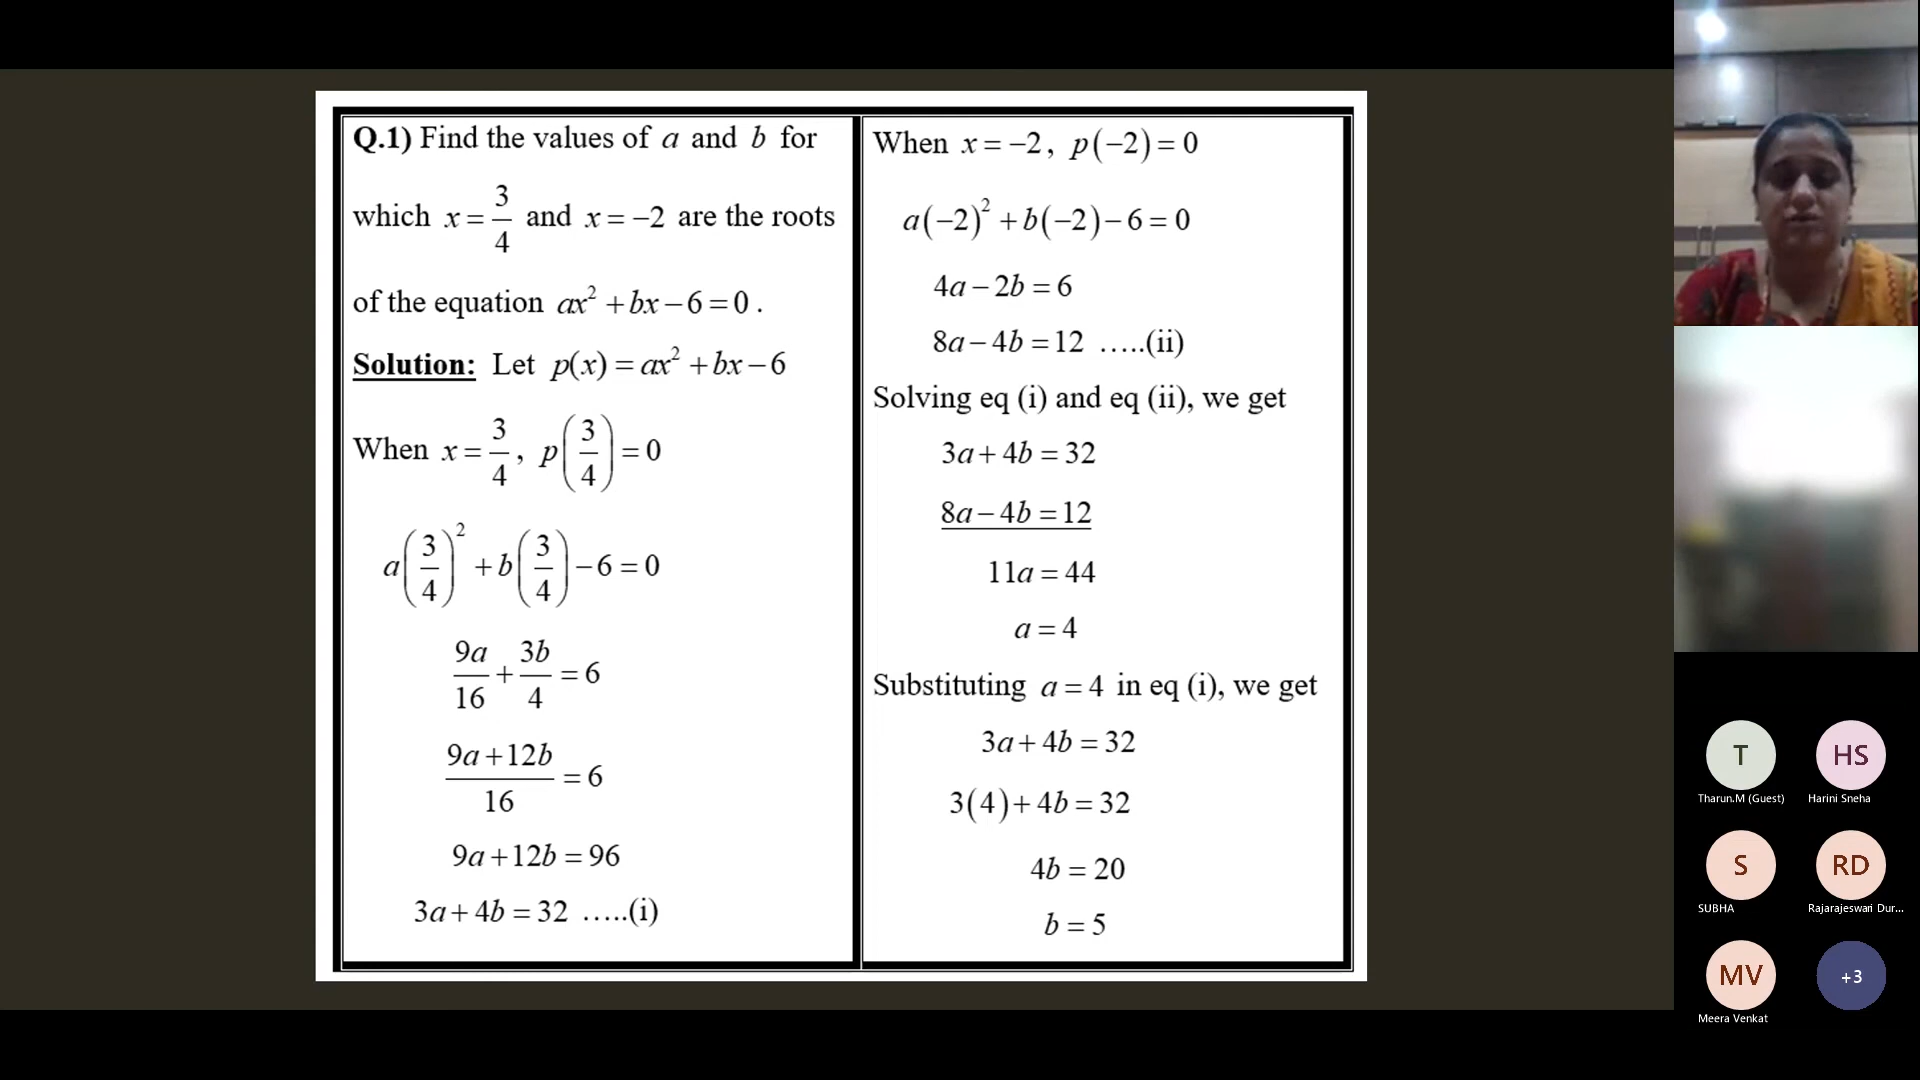 Q.1) Find the values of a and b for
which x = 3/4 and x = −2 are the roots
of the equation ax² + bx − 6 = 0 .
Solution: Let p(x) = ax² + bx − 6
When x = 3/4 , p(3/4) = 0
a(3/4)² + b(3/4) − 6 = 0
9a/16 + 3b/4 = 6
(9a + 12b)/16 = 6
9a + 12b = 96
3a + 4b = 32 .....(i)
When x = −2 , p(−2) = 0
a(−2)² + b(−2) − 6 = 0
4a − 2b = 6
8a − 4b = 12 .....(ii)
Solving eq (i) and eq (ii), we get
3a + 4b = 32
8a − 4b = 12
11a = 44
a = 4
Substituting a = 4 in eq (i), we get
3a + 4b = 32
3(4) + 4b = 32
4b = 20
b = 5
T
HS
Tharun.M (Guest)
Harini Sneha
S
RD
SUBHA
Rajarajeswari Dur...
MV
+3
Meera Venkat